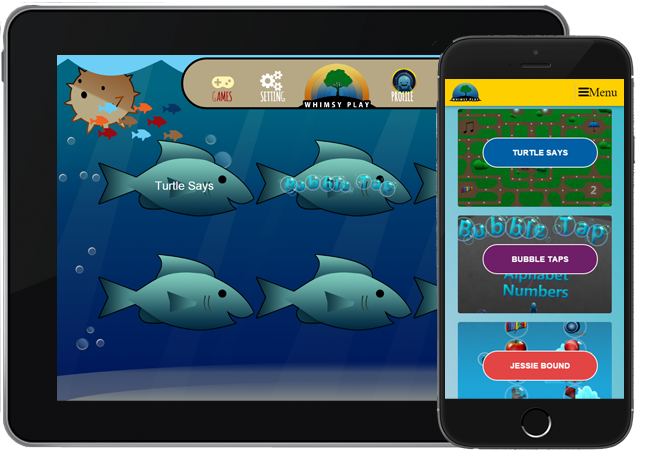 GAMES
SETTING
WHIMSY PLAY
PROFILE
Turtle Says
Bubble Tap
WHIMSY PLAY
Menu
TURTLE SAYS
2
Bubble Tap
BUBBLE TAPS
Alphabet
Numbers
JESSIE BOUND